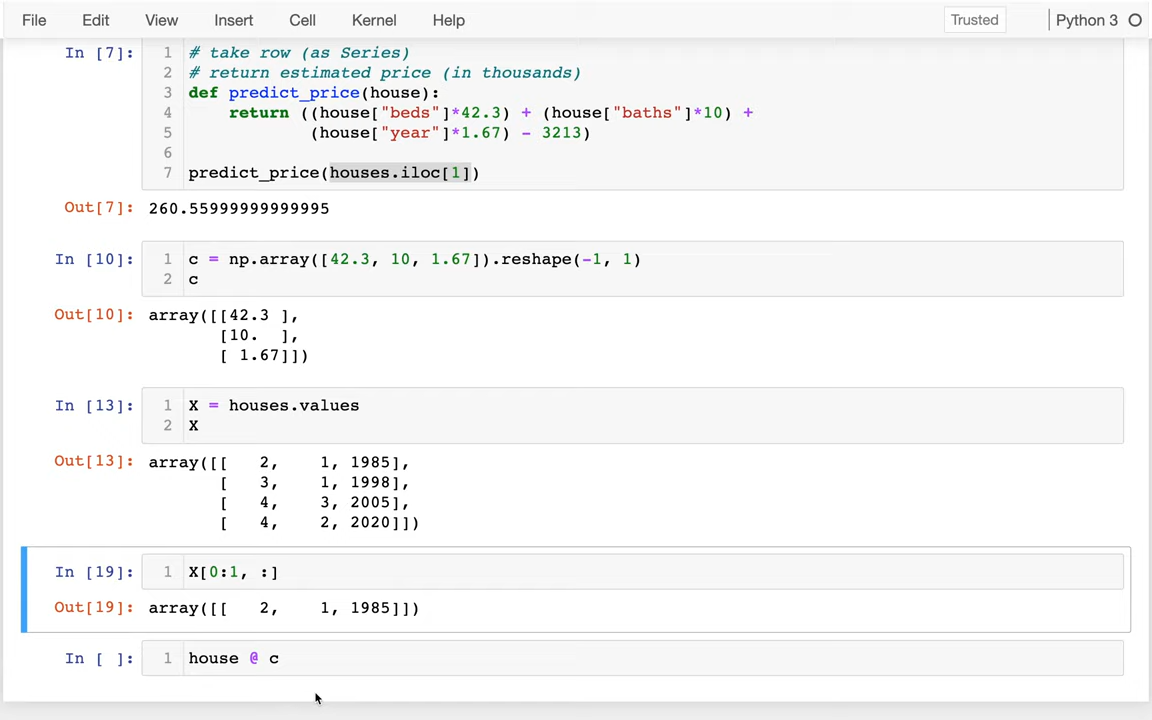 File Edit View Insert Cell Kernel Help Trusted Python 3
In [7]: 1 # take row (as Series)
2 # return estimated price (in thousands)
3 def predict_price(house):
4     return ((house["beds"]*42.3) + (house["baths"]*10) +
5             (house["year"]*1.67) - 3213)
6
7 predict_price(houses.iloc[1])
Out[7]: 260.55999999999995
In [10]: 1 c = np.array([42.3, 10, 1.67]).reshape(-1, 1)
2 c
Out[10]: array([[42.3 ],
       [10.  ],
       [ 1.67]])
In [13]: 1 X = houses.values
2 X
Out[13]: array([[   2,    1, 1985],
       [   3,    1, 1998],
       [   4,    3, 2005],
       [   4,    2, 2020]])
In [19]: 1 X[0:1, :]
Out[19]: array([[   2,    1, 1985]])
In [ ]: 1 house @ c